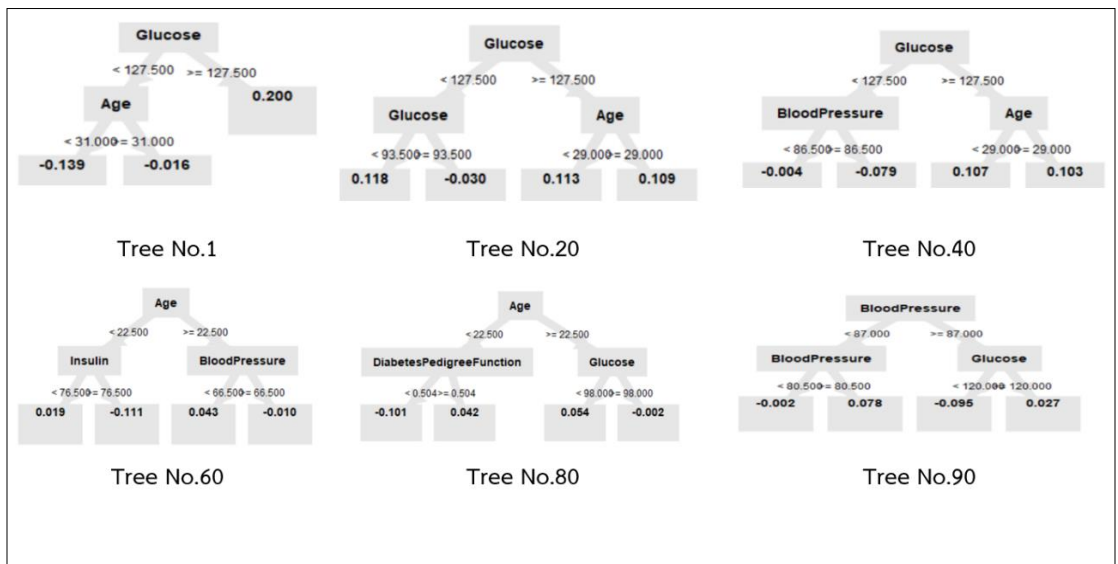 Glucose
< 127.500 >= 127.500
Age
0.200
< 31.000 >= 31.000
-0.139 -0.016
Tree No.1
Glucose
< 127.500 >= 127.500
Glucose Age
< 93.500 >= 93.500 < 29.000 >= 29.000
0.118 -0.030 0.113 0.109
Tree No.20
Glucose
< 127.500 >= 127.500
BloodPressure Age
< 86.500 >= 86.500 < 29.000 >= 29.000
-0.004 -0.079 0.107 0.103
Tree No.40
Age
< 22.500 >= 22.500
Insulin BloodPressure
< 76.500 >= 76.500 < 66.500 >= 66.500
0.019 -0.111 0.043 -0.010
Tree No.60
Age
< 22.500 >= 22.500
DiabetesPedigreeFunction Glucose
< 0.504 >= 0.504 < 98.000 >= 98.000
-0.101 0.042 0.054 -0.002
Tree No.80
BloodPressure
< 87.000 >= 87.000
BloodPressure Glucose
< 80.500 >= 80.500 < 120.000 >= 120.000
-0.002 0.078 -0.095 0.027
Tree No.90